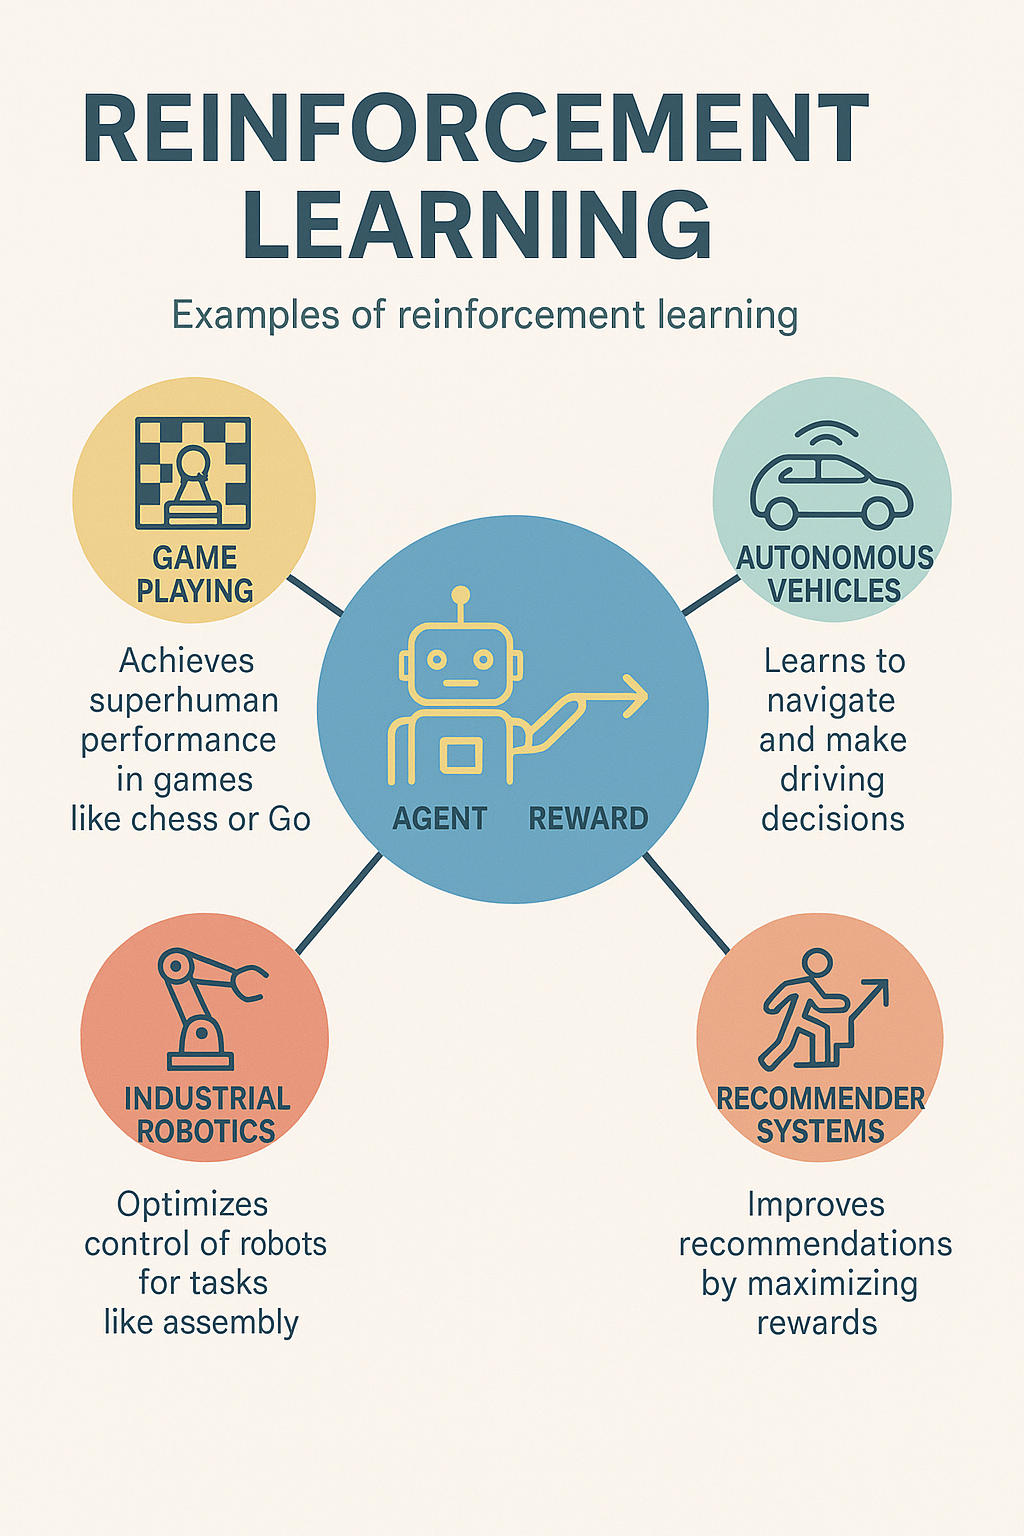 REINFORCEMENT
LEARNING
Examples of reinforcement learning
GAME
PLAYING
Achieves
superhuman
performance
in games
like chess or Go
AUTONOMOUS
VEHICLES
Learns to
navigate
and make
driving
decisions
AGENT REWARD
INDUSTRIAL
ROBOTICS
Optimizes
control of robots
for tasks
like assembly
RECOMMENDER
SYSTEMS
Improves
recommendations
by maximizing
rewards